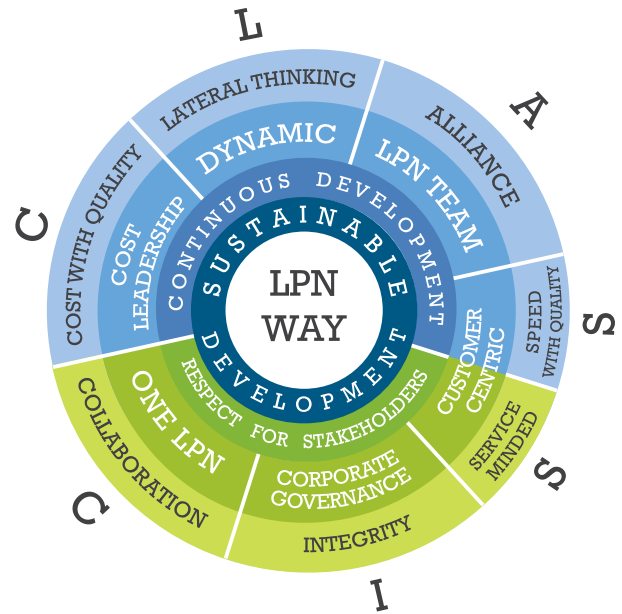 LPN
WAY
SUSTAINABLE
DEVELOPMENT
CONTINUOUS DEVELOPMENT
RESPECT FOR STAKEHOLDERS
COST
LEADERSHIP
DYNAMIC
LPN TEAM
CUSTOMER
CENTRIC
CORPORATE
GOVERNANCE
ONE LPN
COST WITH QUALITY
LATERAL THINKING
ALLIANCE
SPEED
WITH QUALITY
SERVICE
MINDED
INTEGRITY
COLLABORATION
C
L
A
S
S
I
C